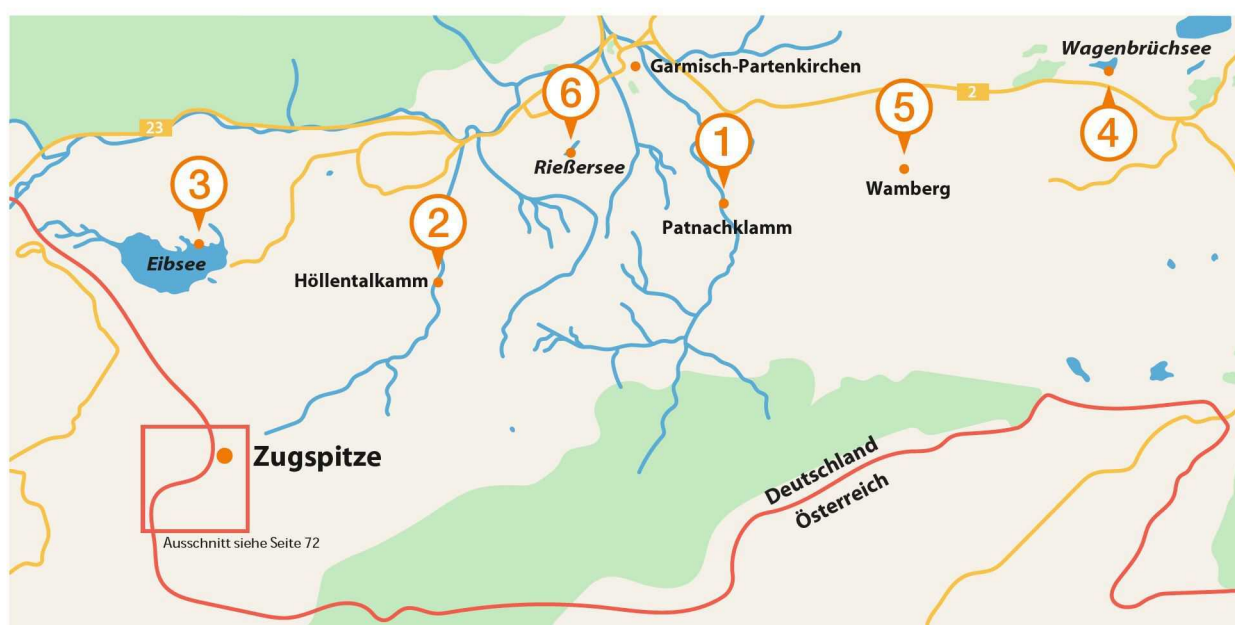 Wagenbrüchsee
Garmisch-Partenkirchen
6
5
2
23
1
4
3
Rießersee
Wamberg
2
Patnachklamm
Eibsee
Höllentalkamm
Zugspitze
Deutschland
Österreich
Ausschnitt siehe Seite 72